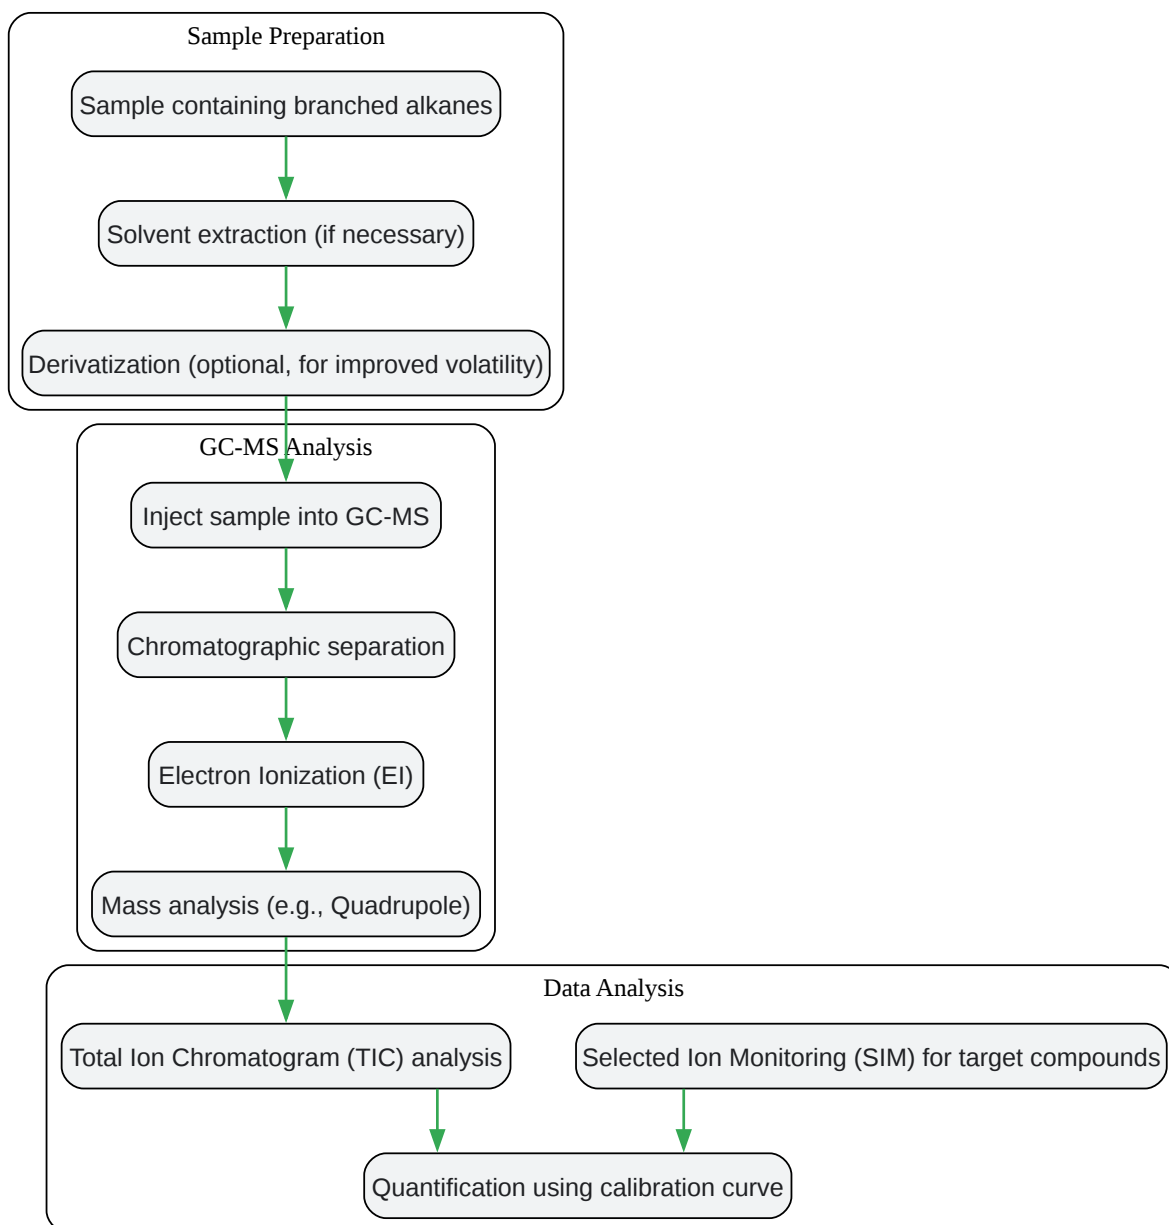 Sample Preparation
Sample containing branched alkanes
Solvent extraction (if necessary)
Derivatization (optional, for improved volatility)
GC-MS Analysis
Inject sample into GC-MS
Chromatographic separation
Electron Ionization (EI)
Mass analysis (e.g., Quadrupole)
Data Analysis
Total Ion Chromatogram (TIC) analysis
Selected Ion Monitoring (SIM) for target compounds
Quantification using calibration curve